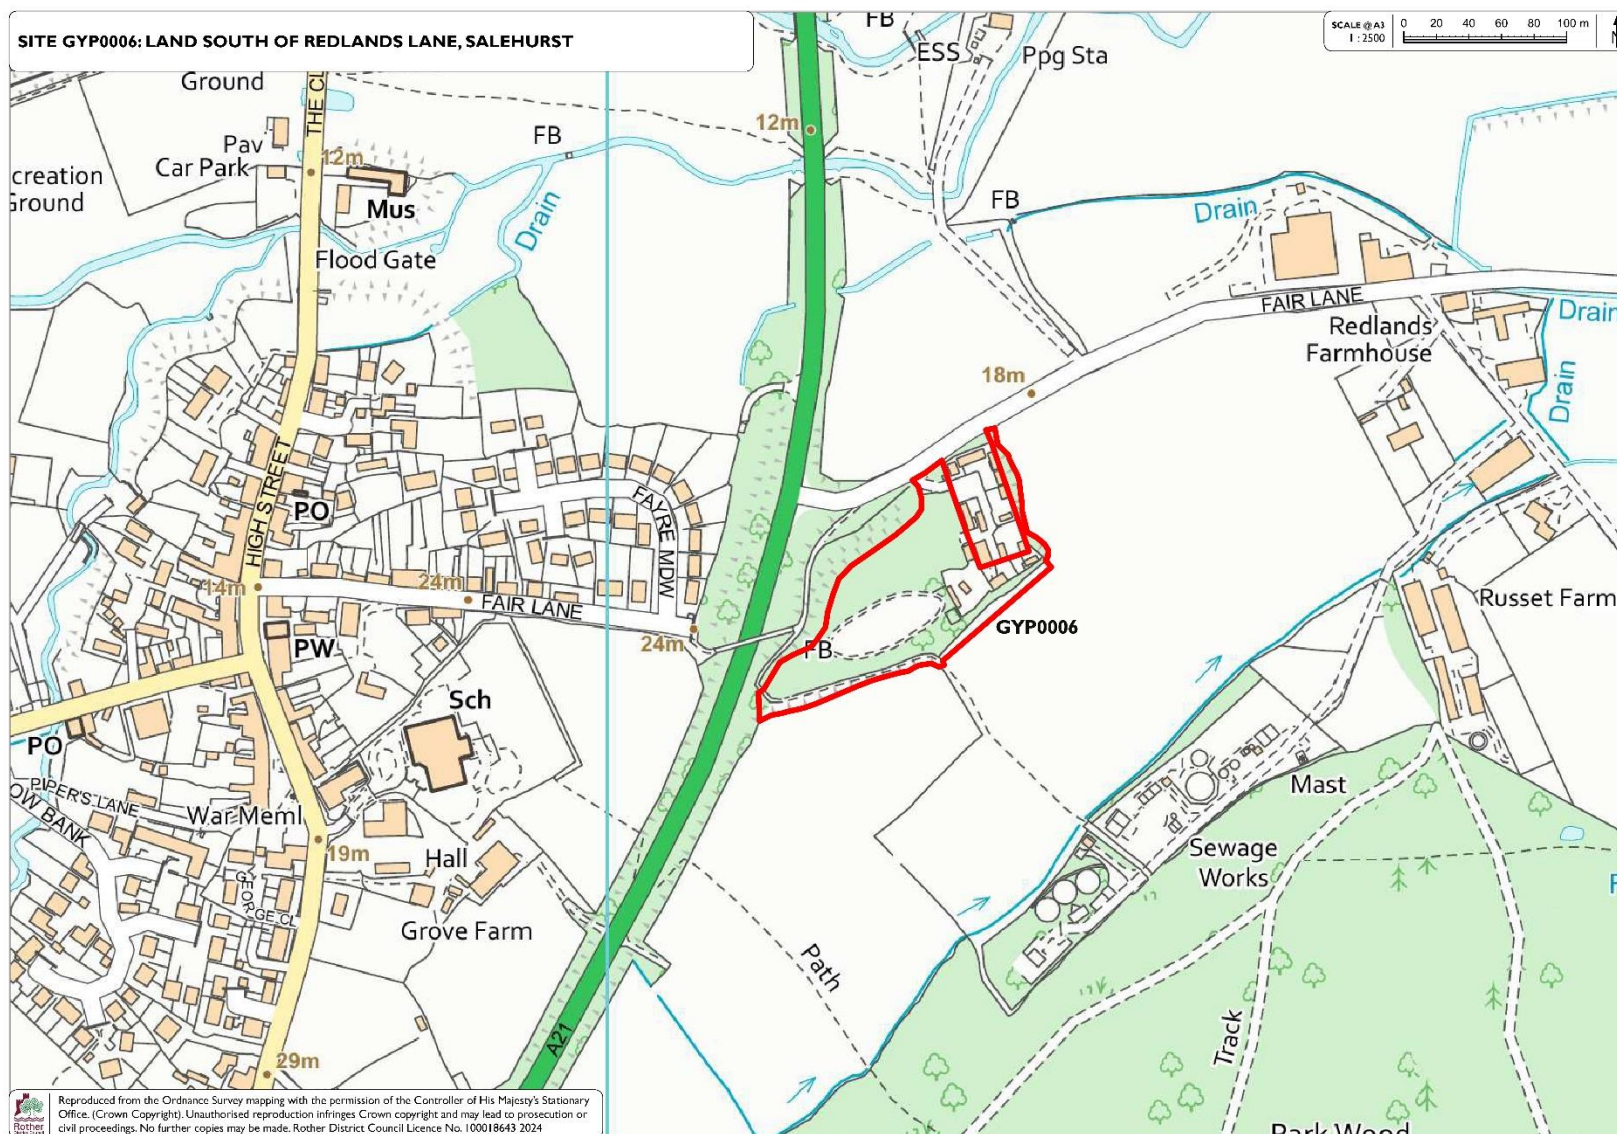 SITE GYP0006: LAND SOUTH OF REDLANDS LANE, SALEHURST
SCALE @A3
1 : 2500
0 20 40 60 80 100 m
FB
ESS
Ppg Sta
Ground
THE CL
12m
FB
Pav
Car Park
12m
creation
Ground
Mus
Drain
FB
Drain
Flood Gate
FAIR LANE
Drain
Redlands
Farmhouse
18m
Drain
HIGH STREET
PO
FAYRE MDW
14m
24m
FAIR LANE
24m
FB
GYP0006
Russet Farm
PW
Sch
PO
PIPER'S LANE
OW BANK
War Meml
19m
Hall
GEORGE CL
Grove Farm
Mast
Sewage
Works
Path
A21
Track
29m
Park Wood
Rother
Reproduced from the Ordnance Survey mapping with the permission of the Controller of His Majesty's Stationary
Office. (Crown Copyright). Unauthorised reproduction infringes Crown copyright and may lead to prosecution or
civil proceedings. No further copies may be made. Rother District Council Licence No. 100018643 2024